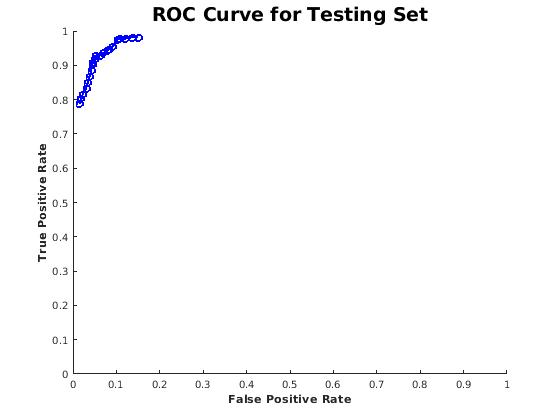 ROC Curve for Testing Set
1
0.9
0.8
0.7
0.6
0.5
0.4
0.3
0.2
0.1
0
True Positive Rate
0 0.1 0.2 0.3 0.4 0.5 0.6 0.7 0.8 0.9 1
False Positive Rate